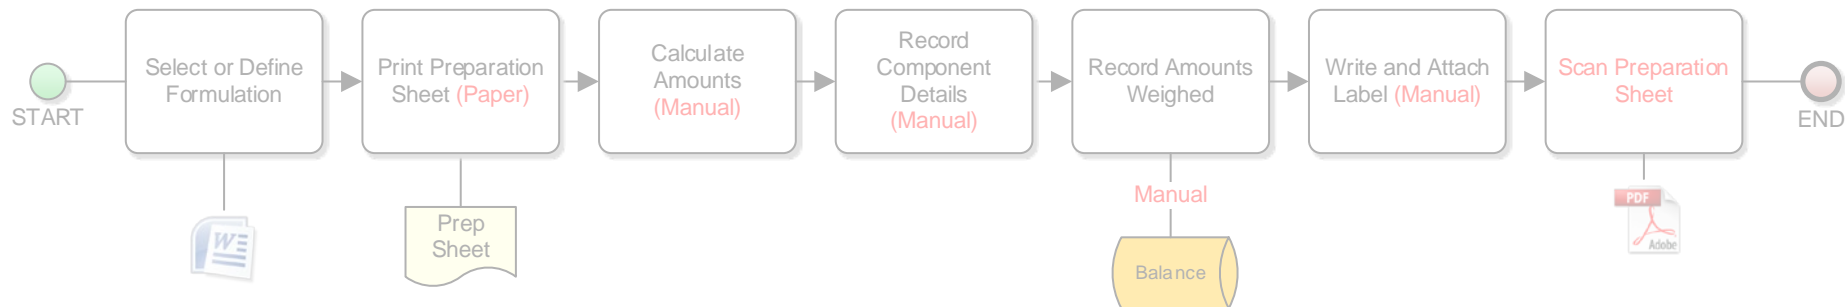 START
Select or Define
Formulation
Print Preparation
Sheet (Paper)
Calculate
Amounts
(Manual)
Record
Component
Details
(Manual)
Record Amounts
Weighed
Write and Attach
Label (Manual)
Scan Preparation
Sheet
END
W
Prep
Sheet
Manual
Balance
PDF
Adobe